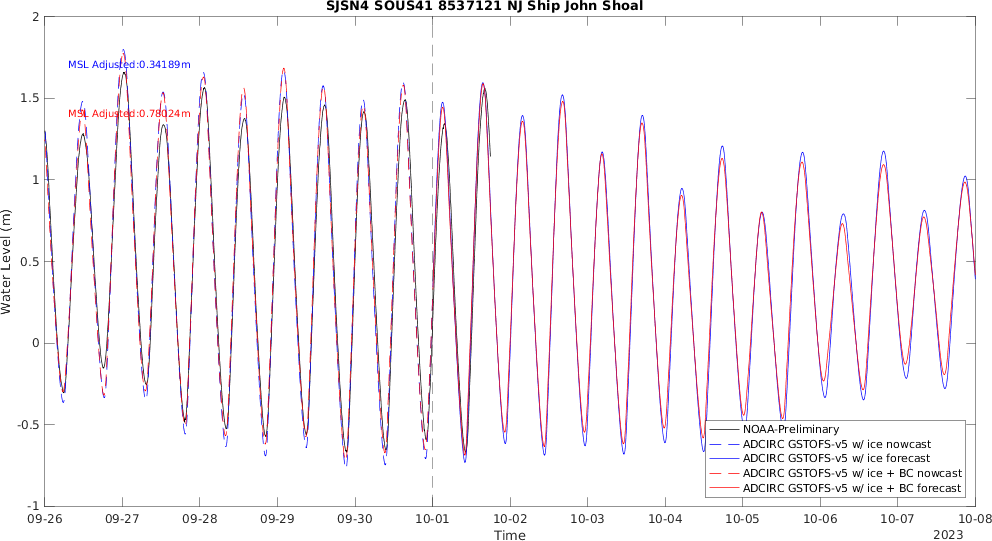 SJSN4 SOUS41 8537121 NJ Ship John Shoal
2
1.5
1
0.5
0
-0.5
-1
Water Level (m)
MSL Adjusted:0.34189m
MSL Adjusted:0.78024m
NOAA-Preliminary
ADCIRC GSTOFS-v5 w/ ice nowcast
ADCIRC GSTOFS-v5 w/ ice forecast
ADCIRC GSTOFS-v5 w/ ice + BC nowcast
ADCIRC GSTOFS-v5 w/ ice + BC forecast
09-26 09-27 09-28 09-29 09-30 10-01 10-02 10-03 10-04 10-05 10-06 10-07 10-08
Time
2023